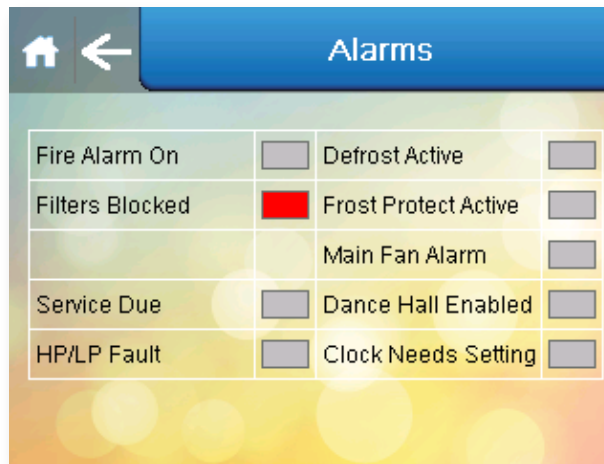 Alarms
Fire Alarm On Defrost Active
Filters Blocked Frost Protect Active
Main Fan Alarm
Service Due Dance Hall Enabled
HP/LP Fault Clock Needs Setting